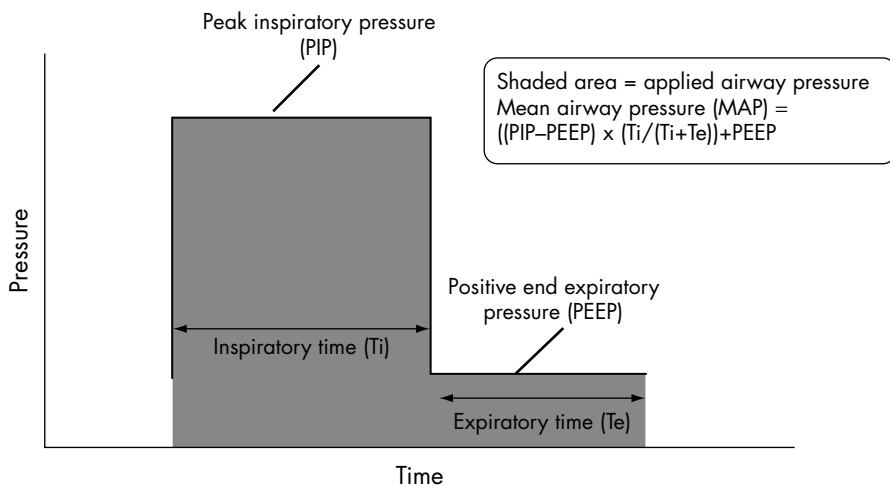 Peak inspiratory pressure
(PIP)
Shaded area = applied airway pressure
Mean airway pressure (MAP) =
((PIP–PEEP) x (Ti/(Ti+Te))+PEEP
Pressure
Positive end expiratory
pressure (PEEP)
Inspiratory time (Ti)
Expiratory time (Te)
Time